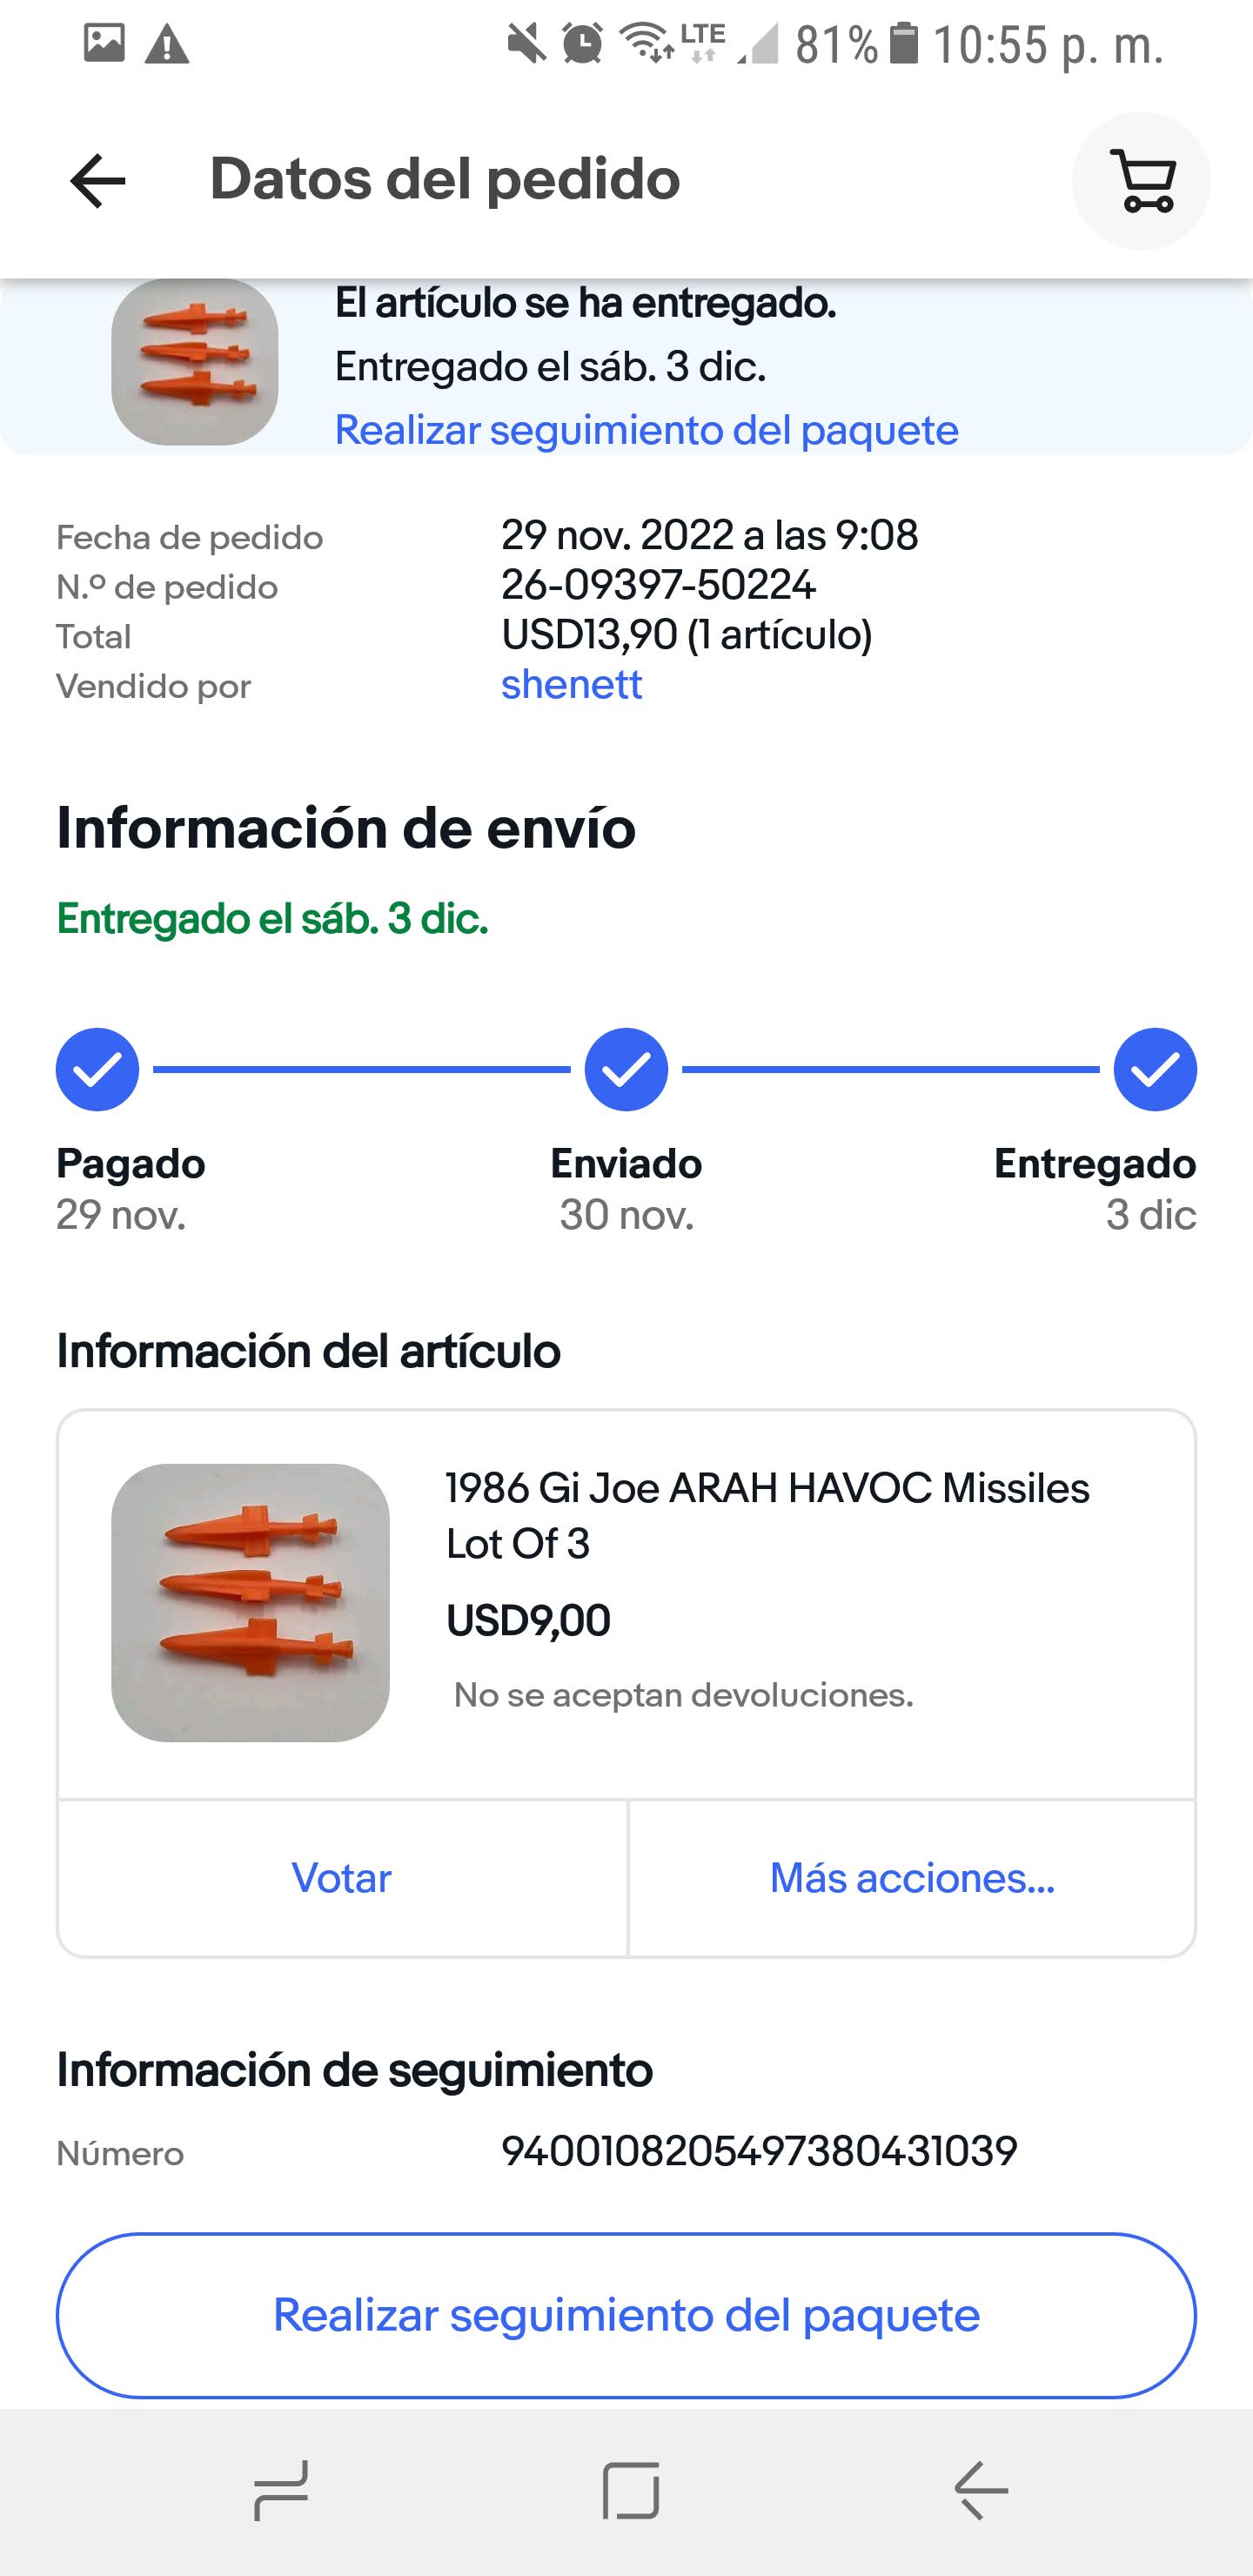 LTE 81% 10:55 p. m.
Datos del pedido
El artículo se ha entregado.
Entregado el sáb. 3 dic.
Realizar seguimiento del paquete
Fecha de pedido 29 nov. 2022 a las 9:08
N.º de pedido 26-09397-50224
Total USD13,90 (1 artículo)
Vendido por shenett
Información de envío
Entregado el sáb. 3 dic.
Pagado Enviado Entregado
29 nov. 30 nov. 3 dic
Información del artículo
1986 Gi Joe ARAH HAVOC Missiles
Lot Of 3
USD9,00
No se aceptan devoluciones.
Votar Más acciones...
Información de seguimiento
Número 9400108205497380431039
Realizar seguimiento del paquete